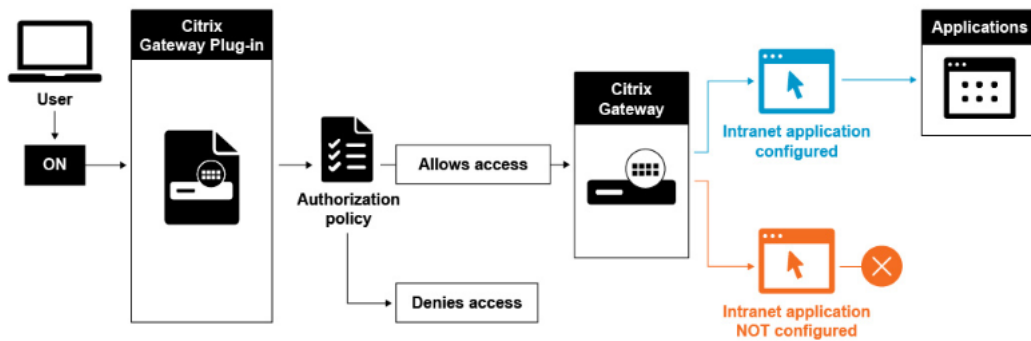 User
ON
Citrix
Gateway Plug-in
Authorization
policy
Allows access
Denies access
Citrix
Gateway
Intranet application
configured
Intranet application
NOT configured
Applications